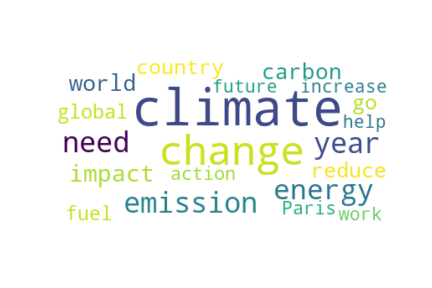 country
carbon
world
future
increase
climate
global
go
help
need
change
year
impact
action
reduce
energy
emission
fuel
Paris
work